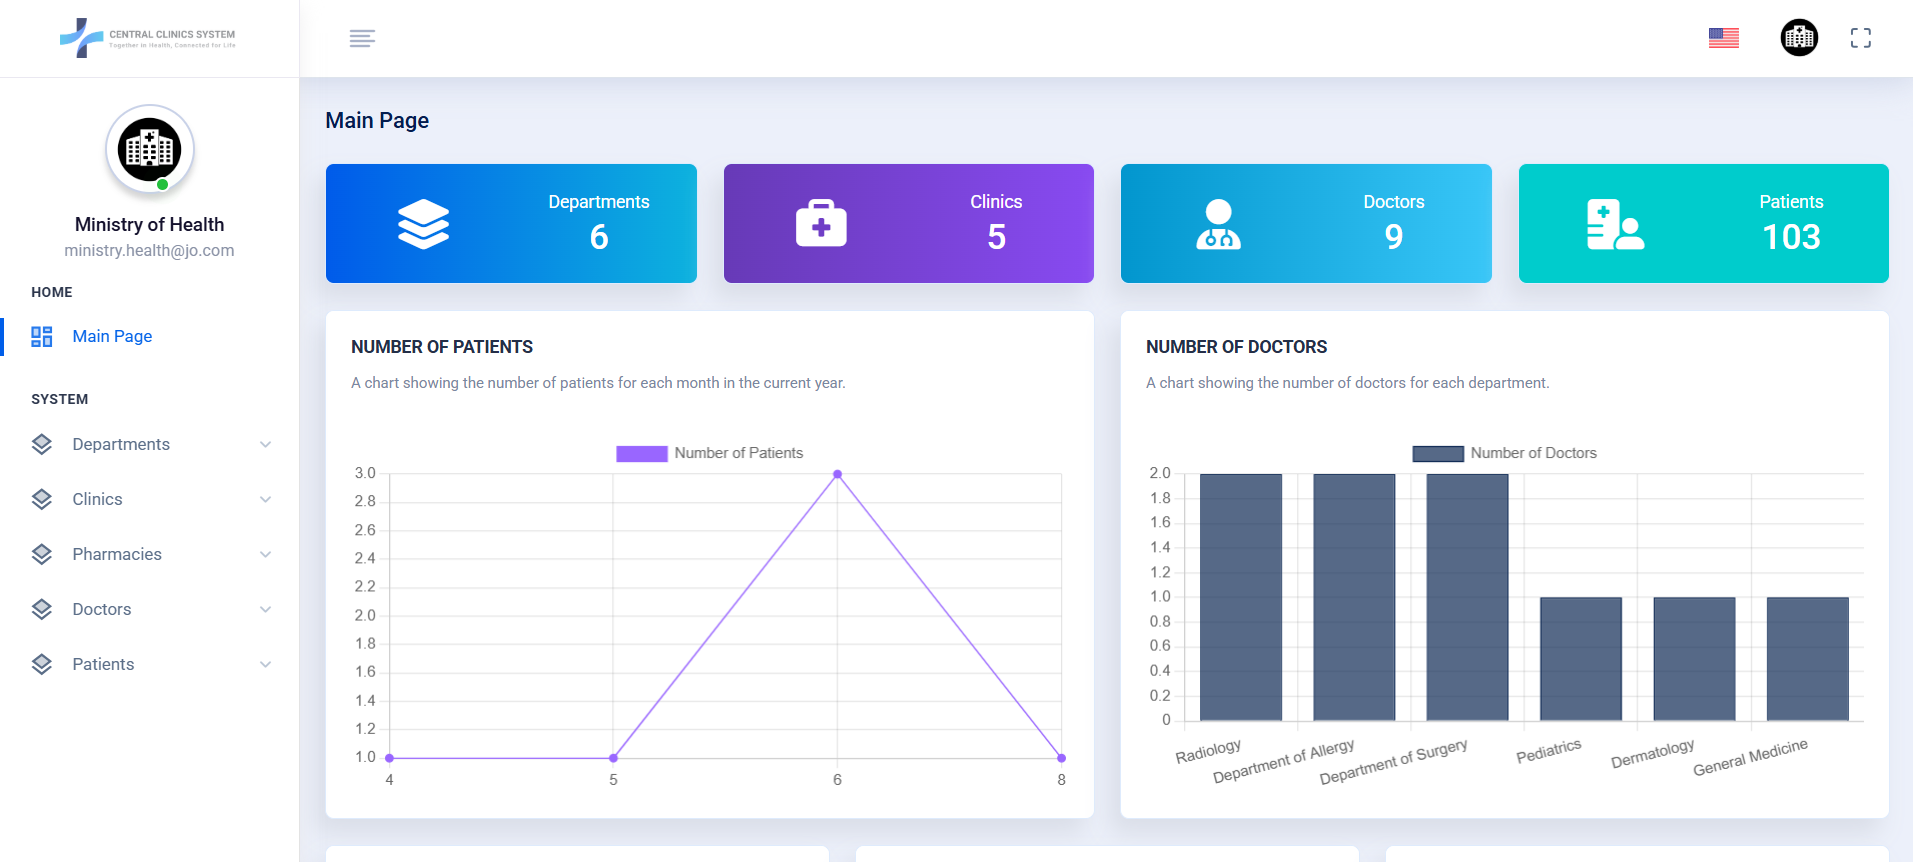 CENTRAL CLINICS SYSTEM
Together in Health, Connected for Life
Ministry of Health
ministry.health@jo.com
HOME
Main Page
SYSTEM
Departments
Clinics
Pharmacies
Doctors
Patients
Main Page
Departments
6
Clinics
5
Doctors
9
Patients
103
NUMBER OF PATIENTS
A chart showing the number of patients for each month in the current year.
Number of Patients
3.0
2.8
2.6
2.4
2.2
2.0
1.8
1.6
1.4
1.2
1.0
4 5 6 8
NUMBER OF DOCTORS
A chart showing the number of doctors for each department.
Number of Doctors
2.0
1.8
1.6
1.4
1.2
1.0
0.8
0.6
0.4
0.2
0
Radiology
Department of Allergy
Department of Surgery
Pediatrics
Dermatology
General Medicine